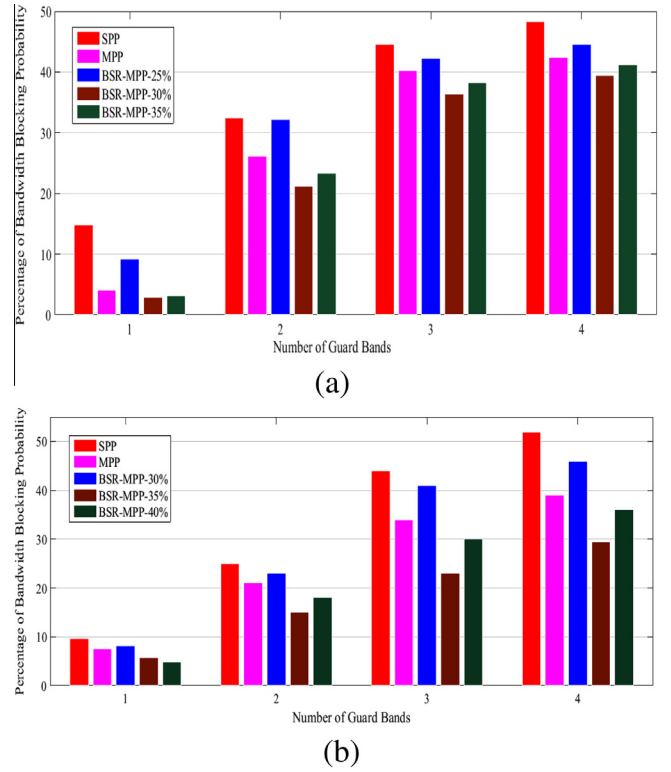 Percentage of Bandwidth Blocking Probability
50
40
30
20
10
0
SPP
MPP
BSR-MPP-25%
BSR-MPP-30%
BSR-MPP-35%
1 2 3 4
Number of Guard Bands
(a)
Percentage of Bandwidth Blocking Probability
50
40
30
20
10
0
SPP
MPP
BSR-MPP-30%
BSR-MPP-35%
BSR-MPP-40%
1 2 3 4
Number of Guard Bands
(b)